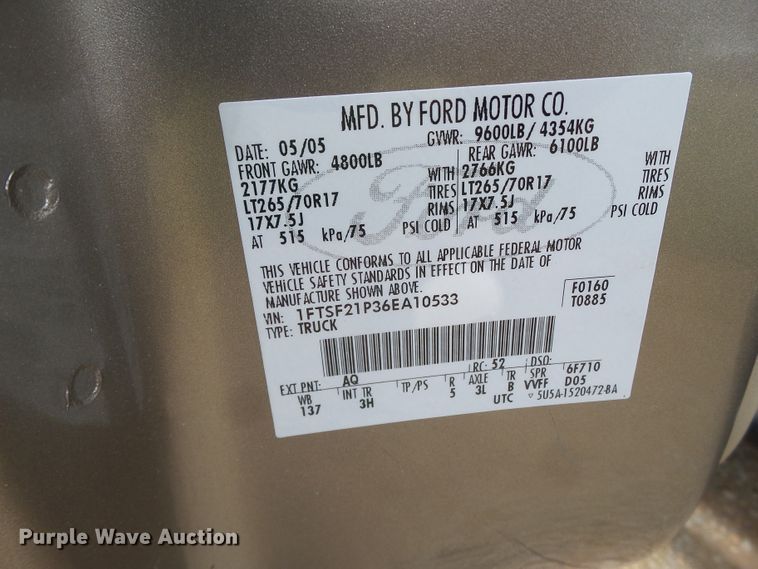 MFD. BY FORD MOTOR CO.
DATE: 05/05 GVWR: 9600LB/ 4354KG
FRONT GAWR: 4800LB REAR GAWR: 6100LB
2177KG WITH 2766KG WITH
LT265/70R17 TIRES LT265/70R17 TIRES
17X7.5J RIMS 17X7.5J RIMS
AT 515 kPa/75 PSI COLD AT 515 kPa/75 PSI COLD
Ford
THIS VEHICLE CONFORMS TO ALL APPLICABLE FEDERAL MOTOR
VEHICLE SAFETY STANDARDS IN EFFECT ON THE DATE OF
MANUFACTURE SHOWN ABOVE.
VIN: 1FTSF21P36EA10533 F0160
TYPE: TRUCK T0885
EXT PNT: AQ RC: 52 DSO:
WB INT TR TP/PS R AXLE TR SPR 6F710
137 3H 5 3L B VVFF D05
UTC ▽ 5U5A-1520472-BA
Purple Wave Auction